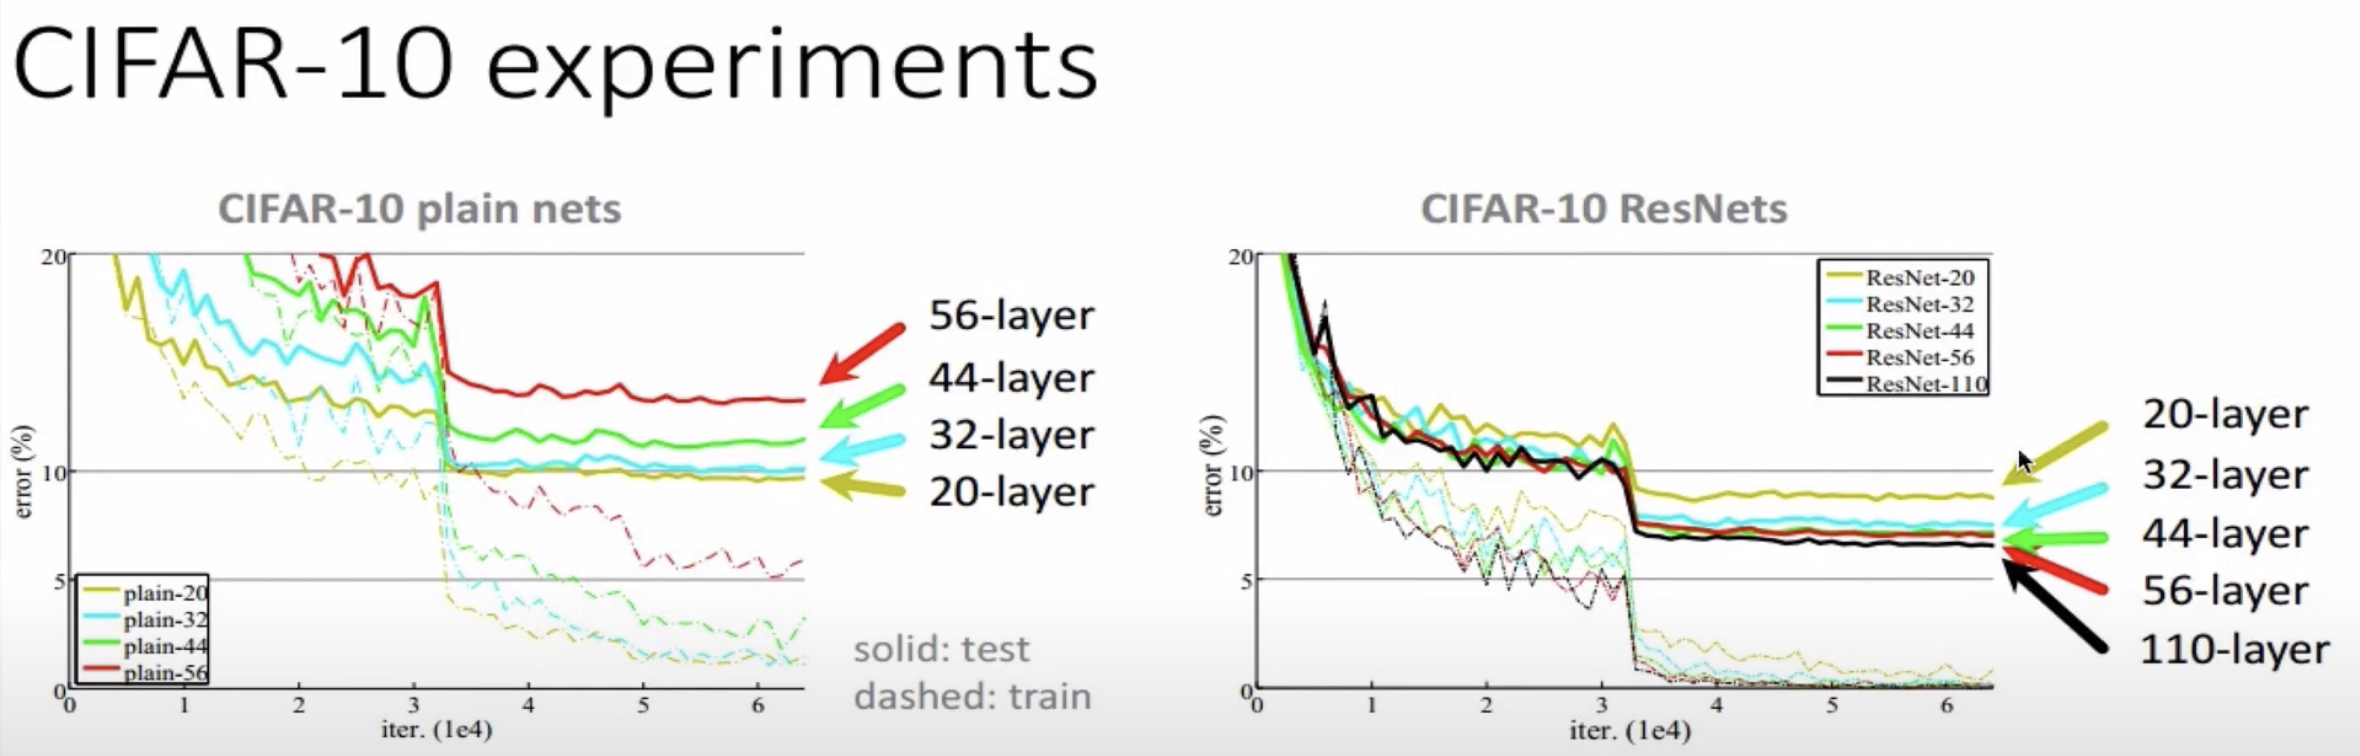 CIFAR-10 experiments
CIFAR-10 plain nets
20
10
5
0
error (%)
plain-20
plain-32
plain-44
plain-56
0 1 2 3 4 5 6
iter. (1e4)
56-layer
44-layer
32-layer
20-layer
solid: test
dashed: train
CIFAR-10 ResNets
20
10
5
0
error (%)
ResNet-20
ResNet-32
ResNet-44
ResNet-56
ResNet-110
0 1 2 3 4 5 6
iter. (1e4)
20-layer
32-layer
44-layer
56-layer
110-layer